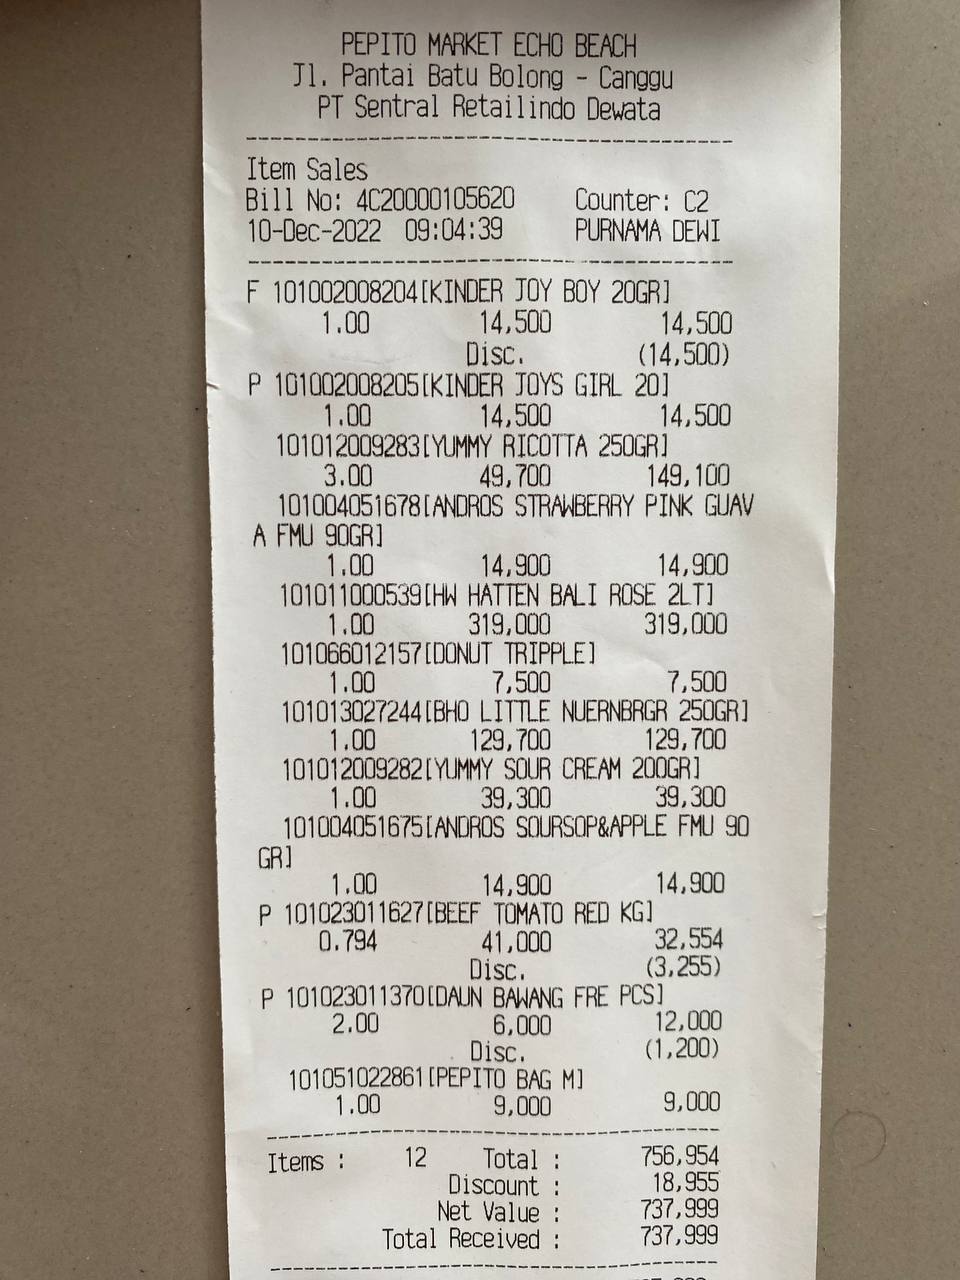 PEPITO MARKET ECHO BEACH
Jl. Pantai Batu Bolong - Canggu
PT Sentral Retailindo Dewata
Item Sales
Bill No: 4C20000105620 Counter: C2
10-Dec-2022 09:04:39 PURNAMA DEWI
F 101002008204[KINDER JOY BOY 20GR]
1.00 14,500 14,500
Disc. (14,500)
P 101002008205[KINDER JOYS GIRL 20]
1.00 14,500 14,500
101012009283[YUMMY RICOTTA 250GR]
3.00 49,700 149,100
101004051678[ANDROS STRAWBERRY PINK GUAV
A FMU 90GR]
1.00 14,900 14,900
101011000539[HW HATTEN BALI ROSE 2LT]
1.00 319,000 319,000
101066012157[DONUT TRIPPLE]
1.00 7,500 7,500
101013027244[BHO LITTLE NUERNBRGR 250GR]
1.00 129,700 129,700
101012009282[YUMMY SOUR CREAM 200GR]
1.00 39,300 39,300
101004051675[ANDROS SOURSOP&APPLE FMU 90
GR]
1.00 14,900 14,900
P 101023011627[BEEF TOMATO RED KG]
0.794 41,000 32,554
Disc. (3,255)
P 101023011370[DAUN BAWANG FRE PCS]
2.00 6,000 12,000
Disc. (1,200)
101051022861[PEPITO BAG M]
1.00 9,000 9,000
Items : 12 Total : 756,954
Discount : 18,955
Net Value : 737,999
Total Received : 737,999